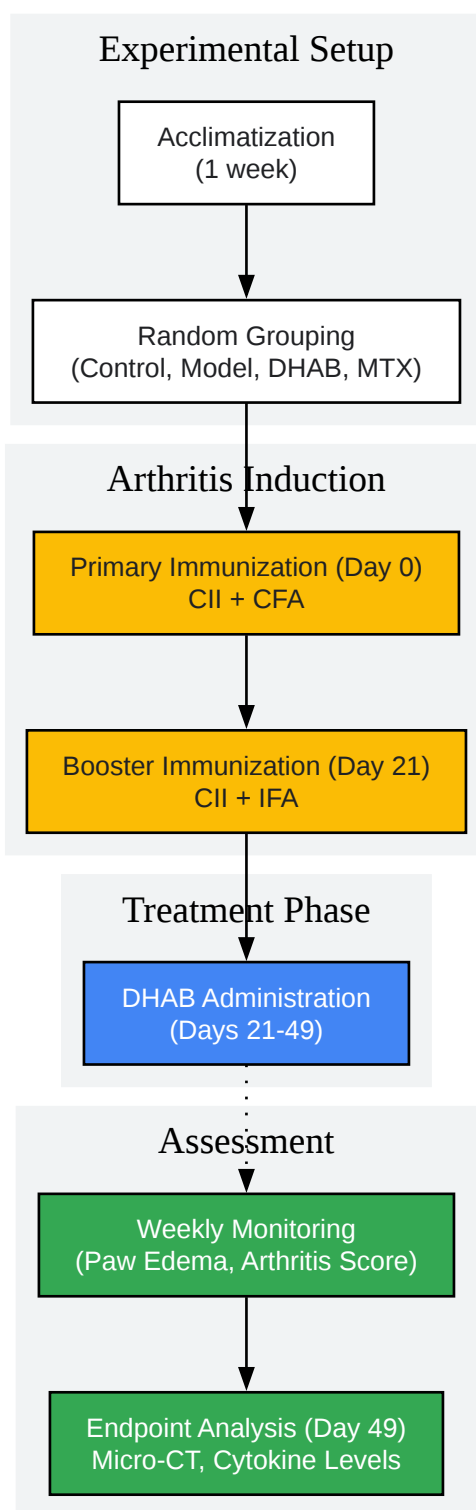 Experimental Setup
Acclimatization
(1 week)
Random Grouping
(Control, Model, DHAB, MTX)
Arthritis Induction
Primary Immunization (Day 0)
CII + CFA
Booster Immunization (Day 21)
CII + IFA
Treatment Phase
DHAB Administration
(Days 21-49)
Assessment
Weekly Monitoring
(Paw Edema, Arthritis Score)
Endpoint Analysis (Day 49)
Micro-CT, Cytokine Levels